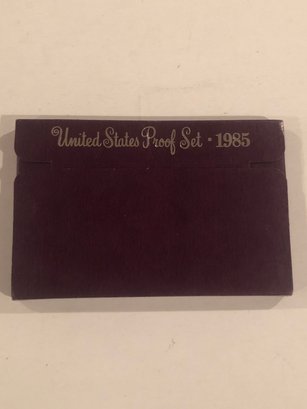 United States Proof Set • 1985